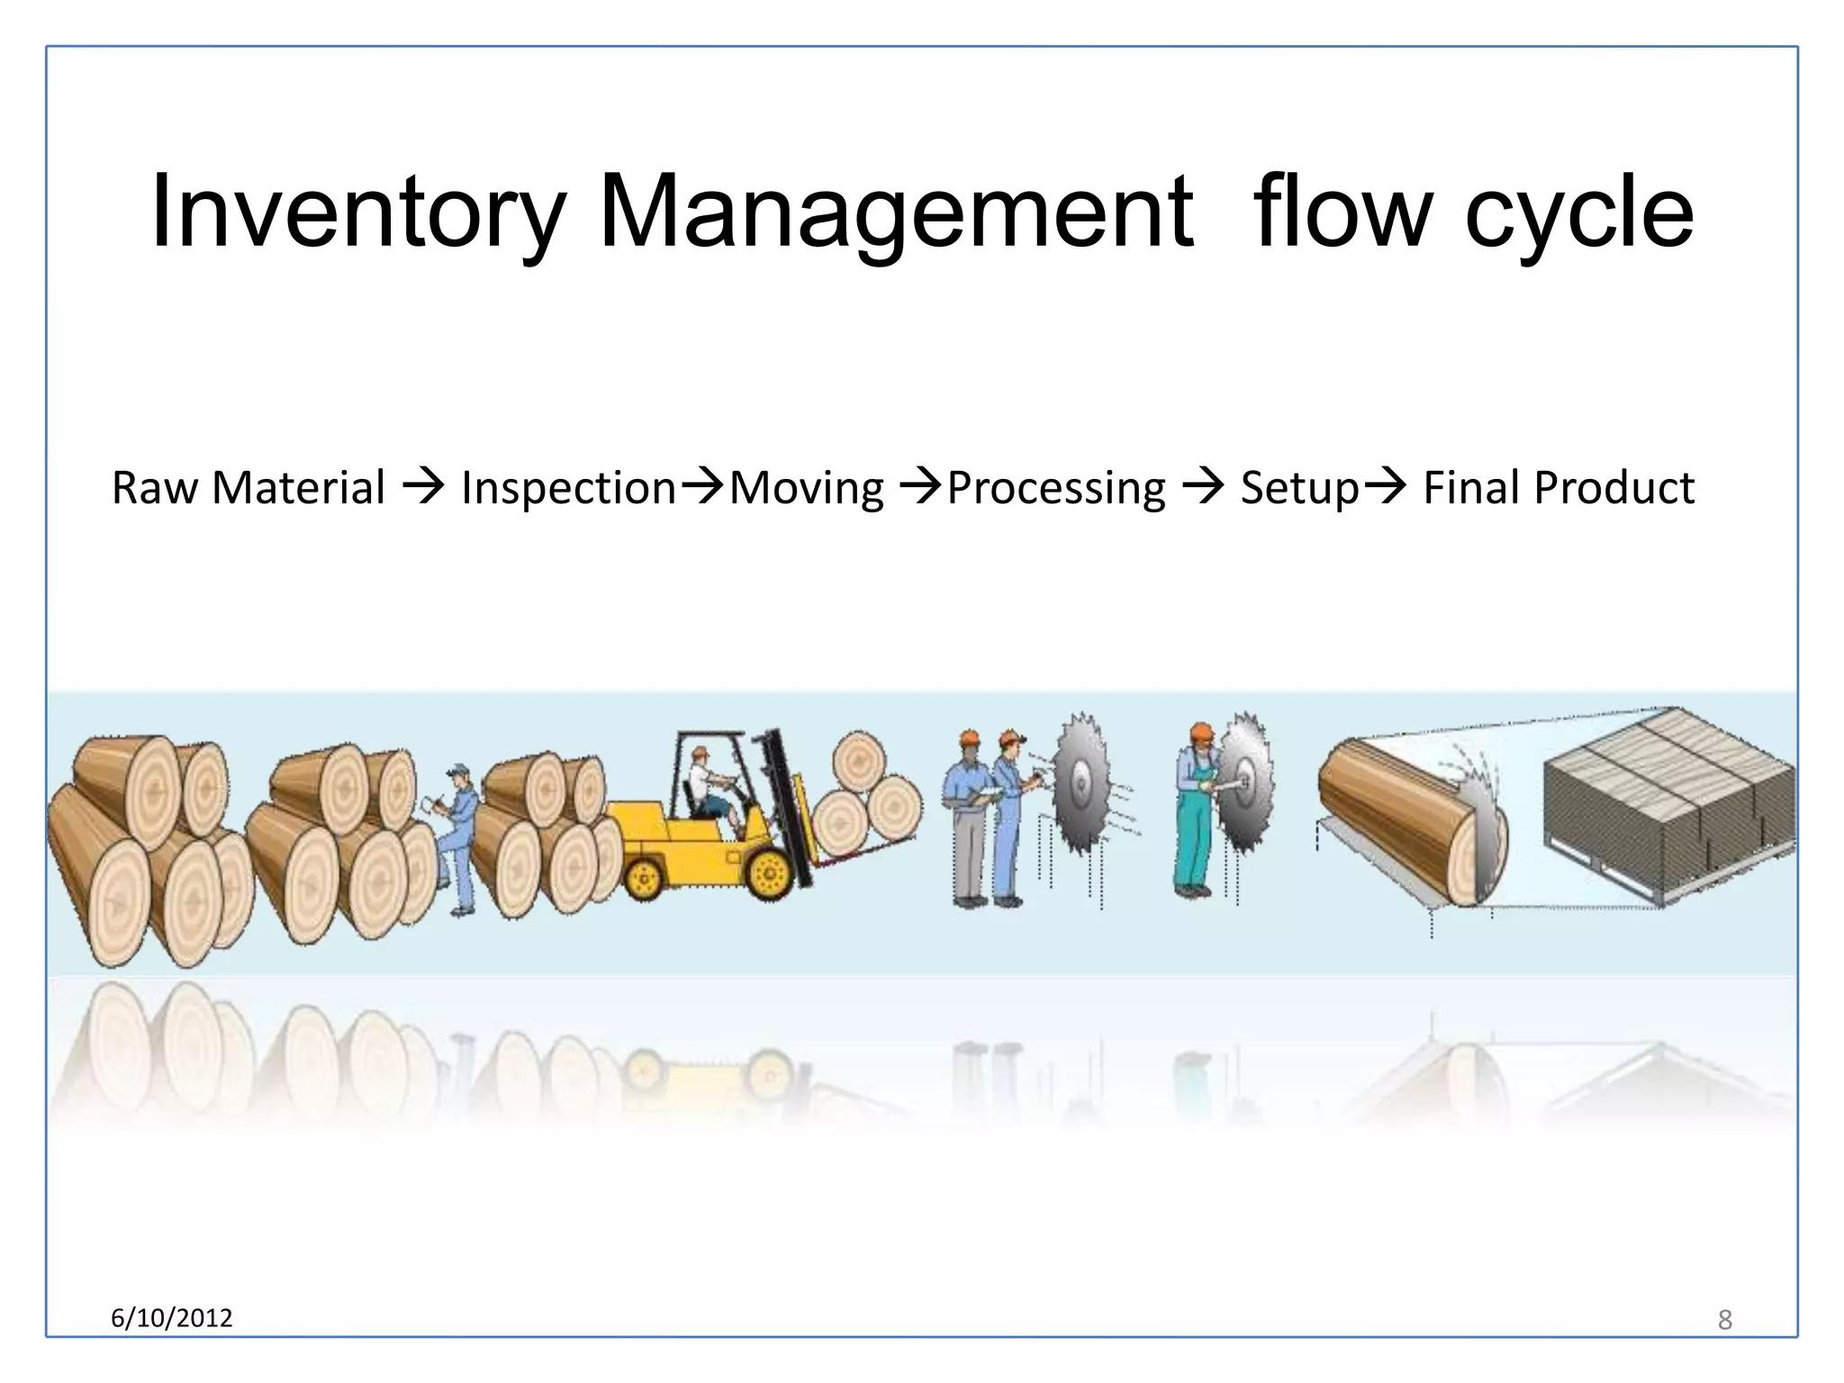 Inventory Management  flow cycle
Raw Material → Inspection→Moving →Processing → Setup→ Final Product
6/10/2012
8